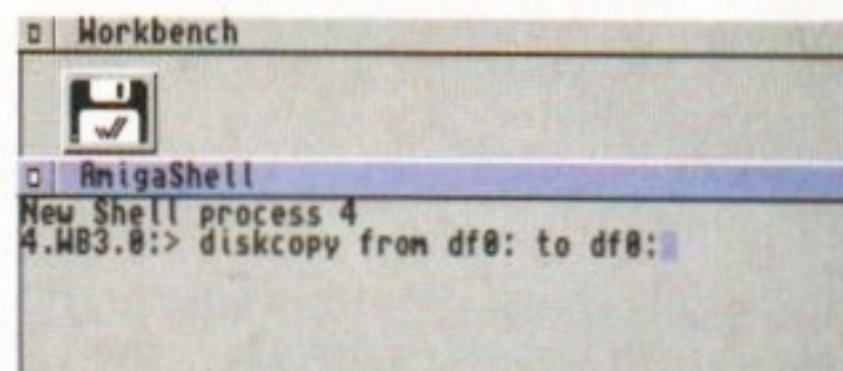 Workbench
AmigaShell
New Shell process 4
4.WB3.0:> diskcopy from df0: to df0: